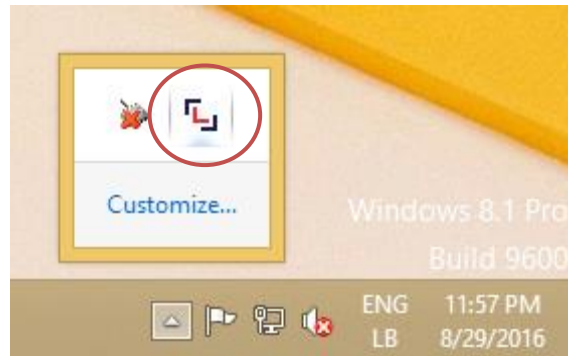 Customize...
Windows 8.1 Pro
Build 9600
ENG 11:57 PM
LB 8/29/2016